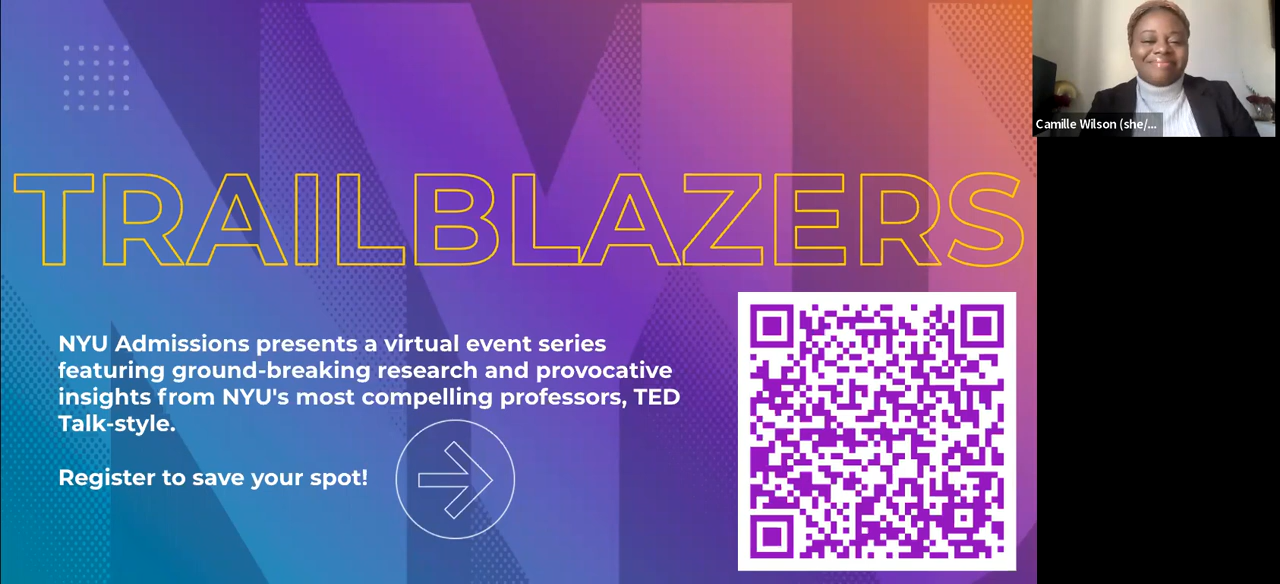 TRAILBLAZERS
NYU Admissions presents a virtual event series
featuring ground-breaking research and provocative
insights from NYU's most compelling professors, TED
Talk-style.
Register to save your spot!
Camille Wilson (she/...